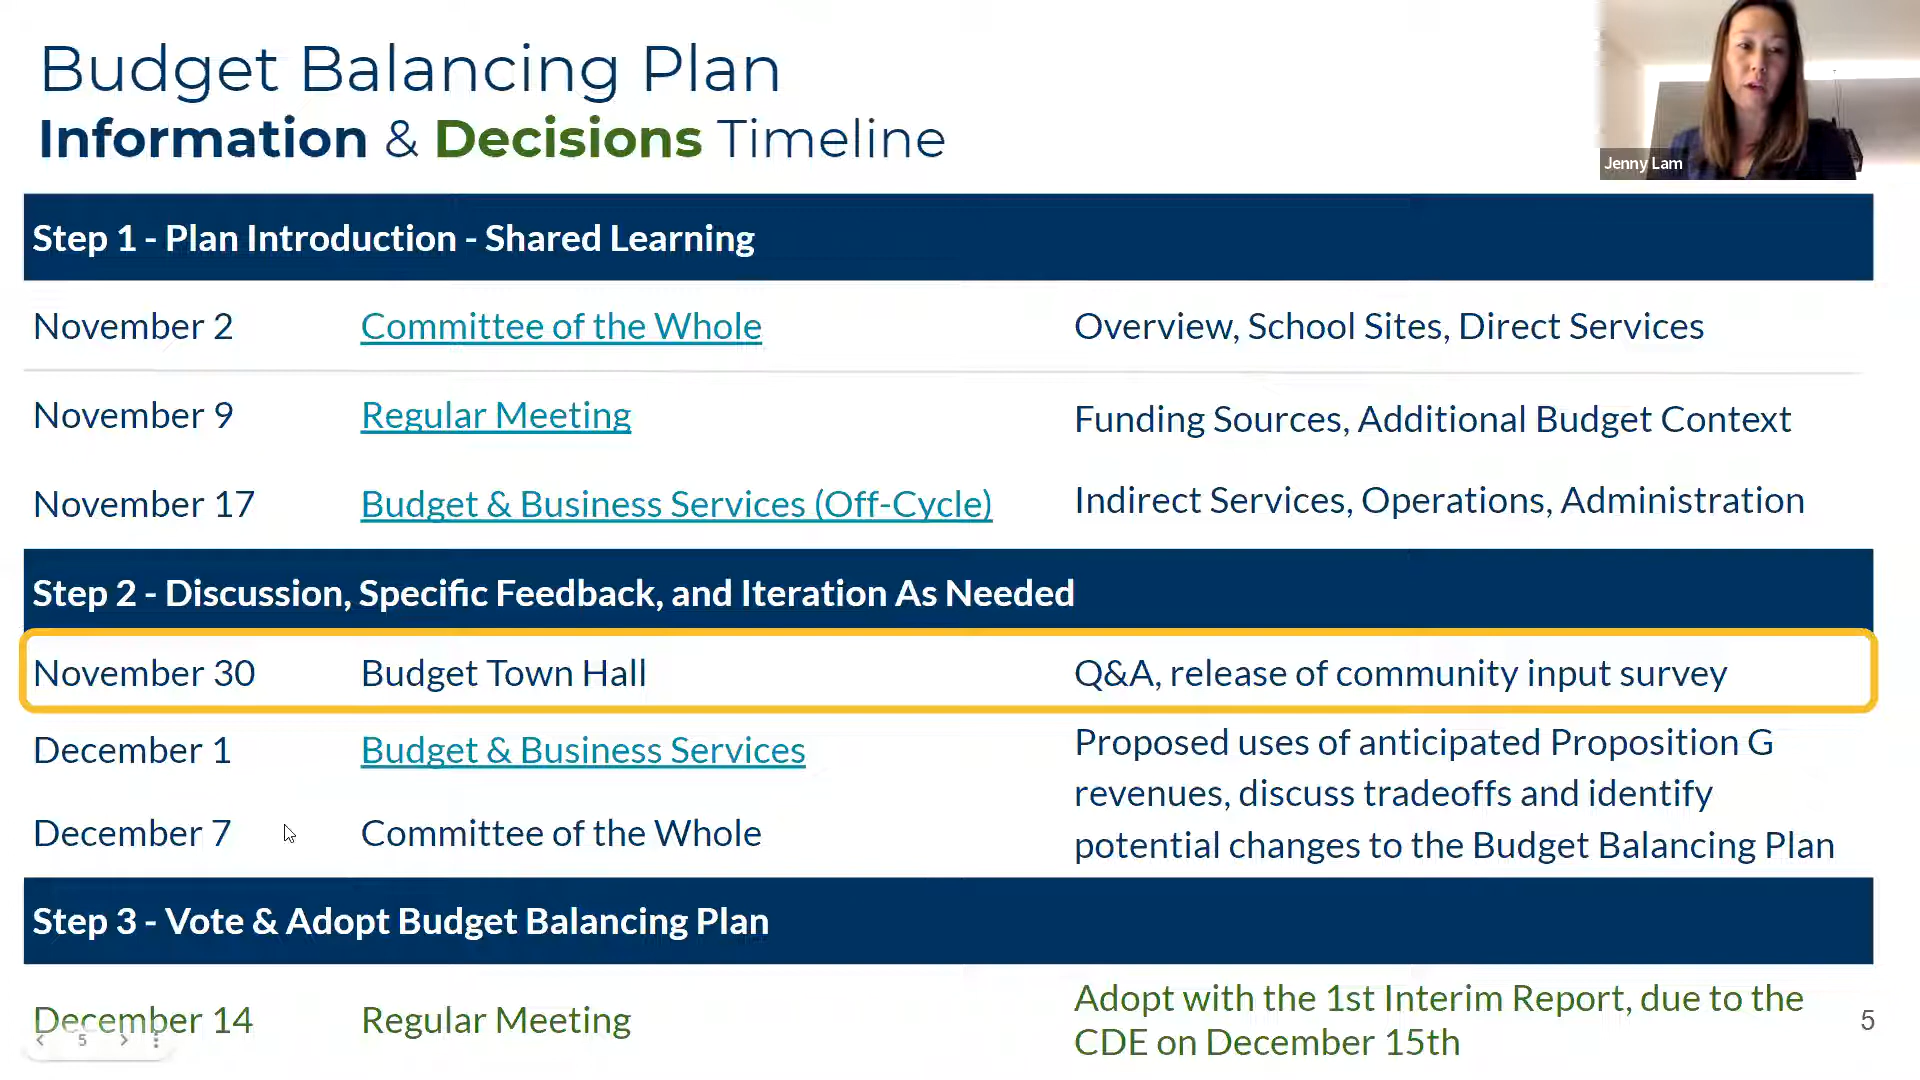 Budget Balancing Plan
Information & Decisions Timeline
Jenny Lam
Step 1 - Plan Introduction - Shared Learning
November 2 Committee of the Whole Overview, School Sites, Direct Services
November 9 Regular Meeting Funding Sources, Additional Budget Context
November 17 Budget & Business Services (Off-Cycle) Indirect Services, Operations, Administration
Step 2 - Discussion, Specific Feedback, and Iteration As Needed
November 30 Budget Town Hall Q&A, release of community input survey
December 1 Budget & Business Services
December 7 Committee of the Whole
Proposed uses of anticipated Proposition G
revenues, discuss tradeoffs and identify
potential changes to the Budget Balancing Plan
Step 3 - Vote & Adopt Budget Balancing Plan
December 14 Regular Meeting
Adopt with the 1st Interim Report, due to the
CDE on December 15th
5
5